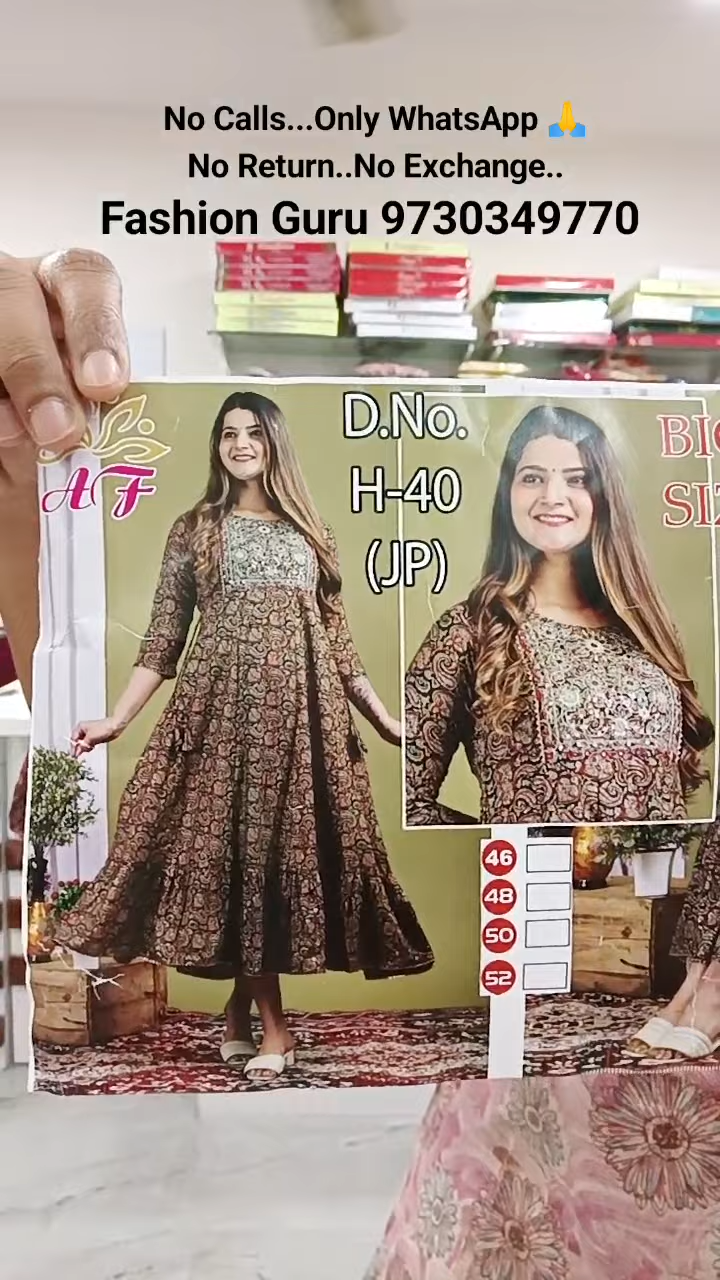 No Calls...Only WhatsApp 🙏
No Return..No Exchange..
Fashion Guru 9730349770
AF
D.No.
H-40
(JP)
46
48
50
52